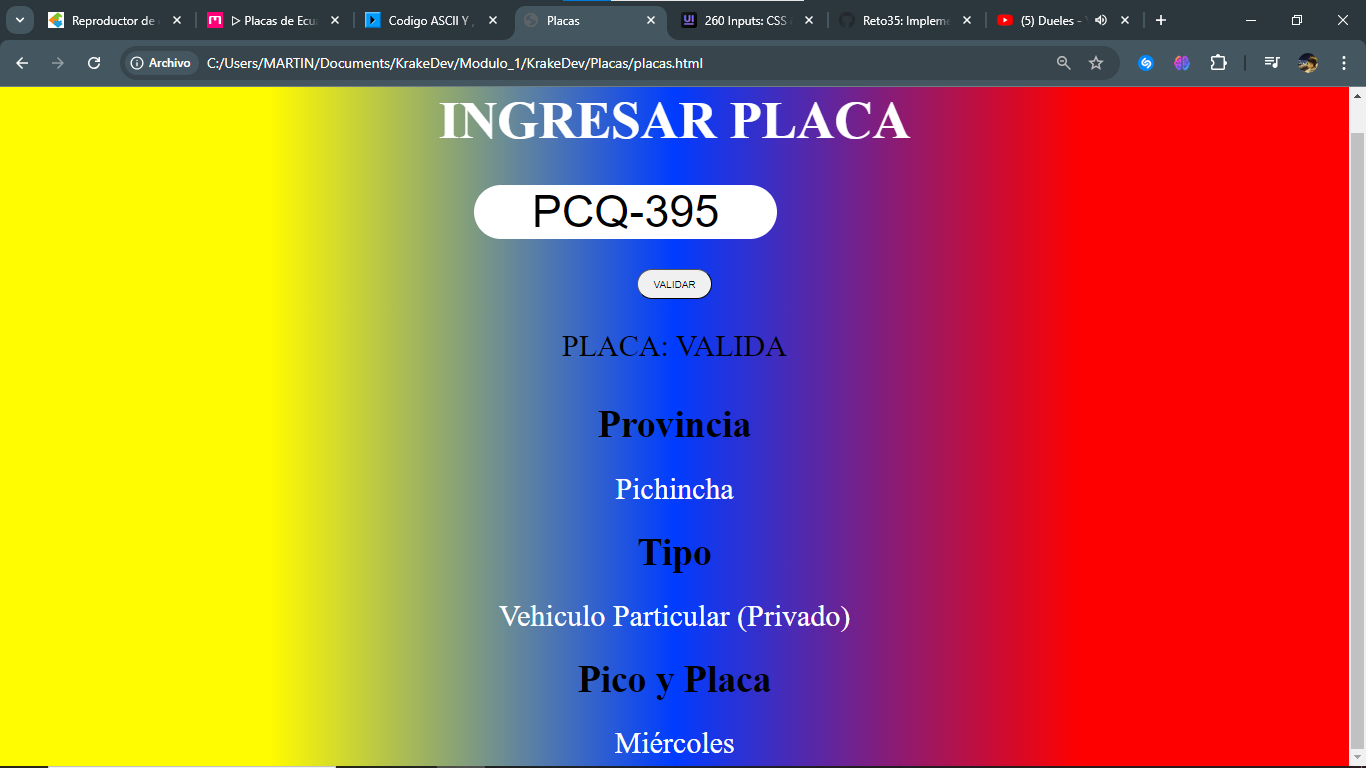 Reproductor de
▷ Placas de Ecu
Codigo ASCII Y
Placas
260 Inputs: CSS
Reto35: Implem
(5) Dueles -
Archivo C:/Users/MARTIN/Documents/KrakeDev/Modulo_1/KrakeDev/Placas/placas.html
INGRESAR PLACA
PCQ-395
VALIDAR
PLACA: VALIDA
Provincia
Pichincha
Tipo
Vehiculo Particular (Privado)
Pico y Placa
Miércoles